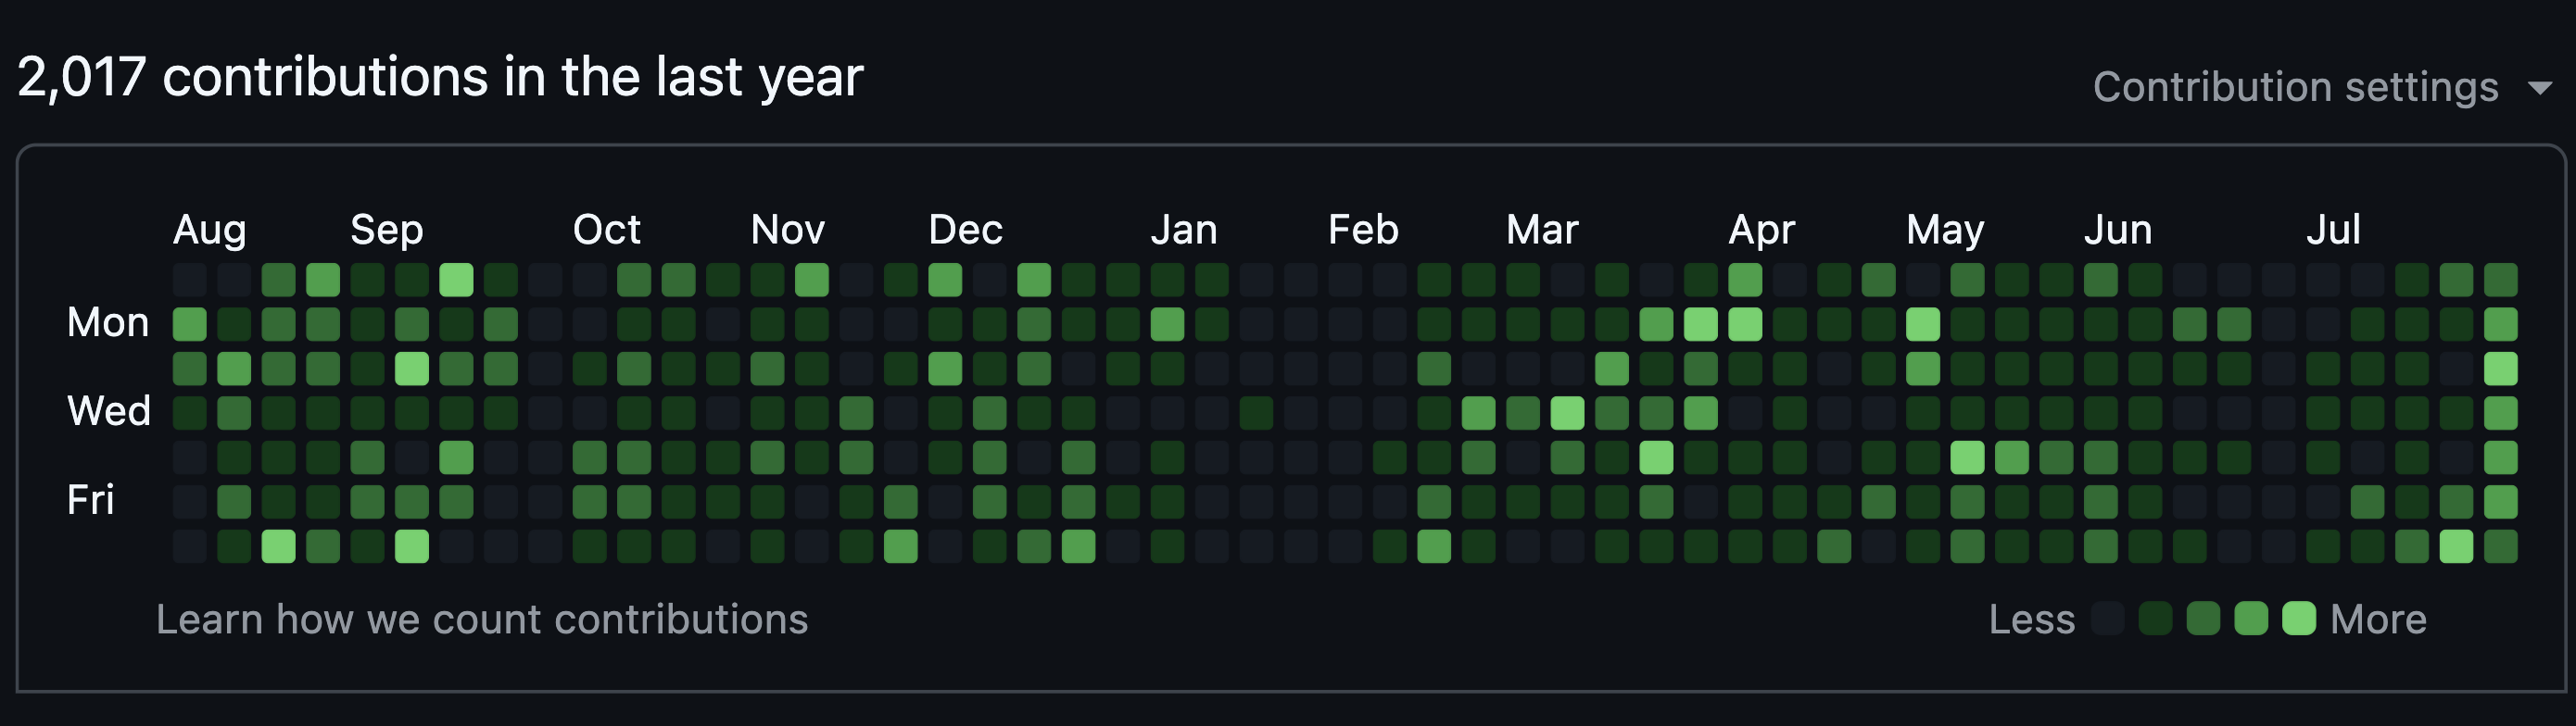 2,017 contributions in the last year
Contribution settings
Aug Sep Oct Nov Dec Jan Feb Mar Apr May Jun Jul
Mon
Wed
Fri
Learn how we count contributions
Less More